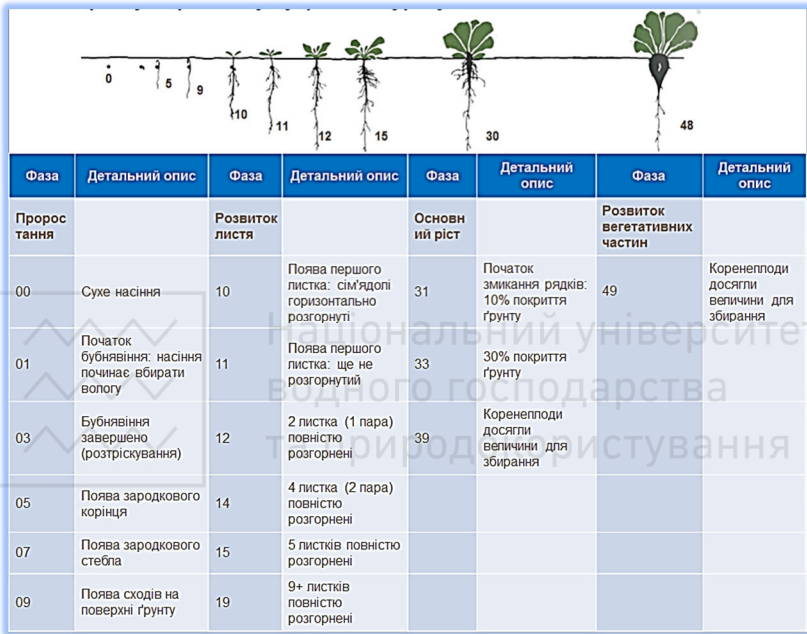 0
5
9
10
11
12
15
30
48
Фаза
Детальний опис
Фаза
Детальний опис
Фаза
Детальний
опис
Фаза
Детальний
опис
Пророс
тання
Розвиток
листя
Основн
ий ріст
Розвиток
вегетативних
частин
00
Сухе насіння
10
Поява першого
листка: сім'ядолі
горизонтально
розгорнуті
31
Початок
змикання рядків:
10% покриття
ґрунту
49
Коренеплоди
досягли
величини для
збирання
01
Початок
бубнявіння: насіння
починає вбирати
вологу
11
Поява першого
листка: ще не
розгорнутий
33
30% покриття
ґрунту
03
Бубнявіння
завершено
(розтріскування)
12
2 листка (1 пара)
повністю
розгорнені
39
Коренеплоди
досягли
величини для
збирання
05
Поява зародкового
корінця
14
4 листка (2 пара)
повністю
розгорнені
07
Поява зародкового
стебла
15
5 листків повністю
розгорнені
09
Поява сходів на
поверхні ґрунту
19
9+ листків
повністю
розгорнені
Національний університе
водного господарства
та природокористування